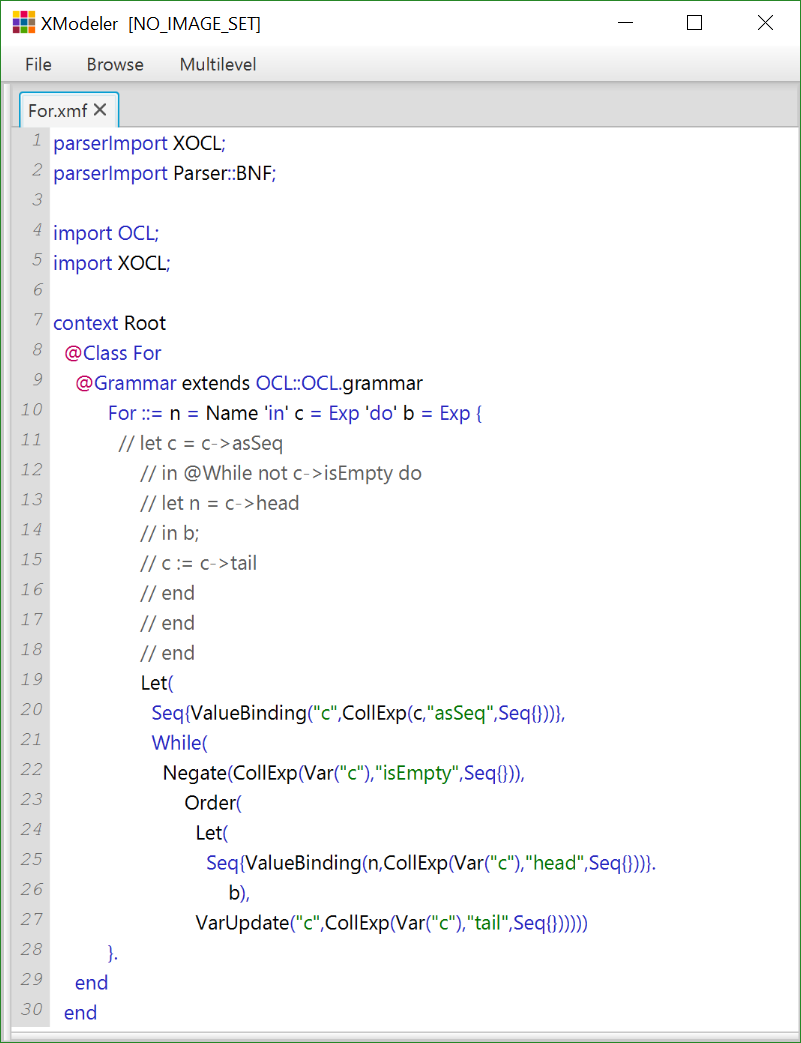 XModeler [NO_IMAGE_SET]
File Browse Multilevel
For.xmf
1 parserImport XOCL;
2 parserImport Parser::BNF;
3
4 import OCL;
5 import XOCL;
6
7 context Root
8 @Class For
9 @Grammar extends OCL::OCL.grammar
10 For ::= n = Name 'in' c = Exp 'do' b = Exp {
11 // let c = c->asSeq
12 // in @While not c->isEmpty do
13 // let n = c->head
14 // in b;
15 // c := c->tail
16 // end
17 // end
18 // end
19 Let(
20 Seq{ValueBinding("c",CollExp(c,"asSeq",Seq{}))},
21 While(
22 Negate(CollExp(Var("c"),"isEmpty",Seq{})),
23 Order(
24 Let(
25 Seq{ValueBinding(n,CollExp(Var("c"),"head",Seq{}))}.
26 b),
27 VarUpdate("c",CollExp(Var("c"),"tail",Seq{})))))
28 }.
29 end
30 end